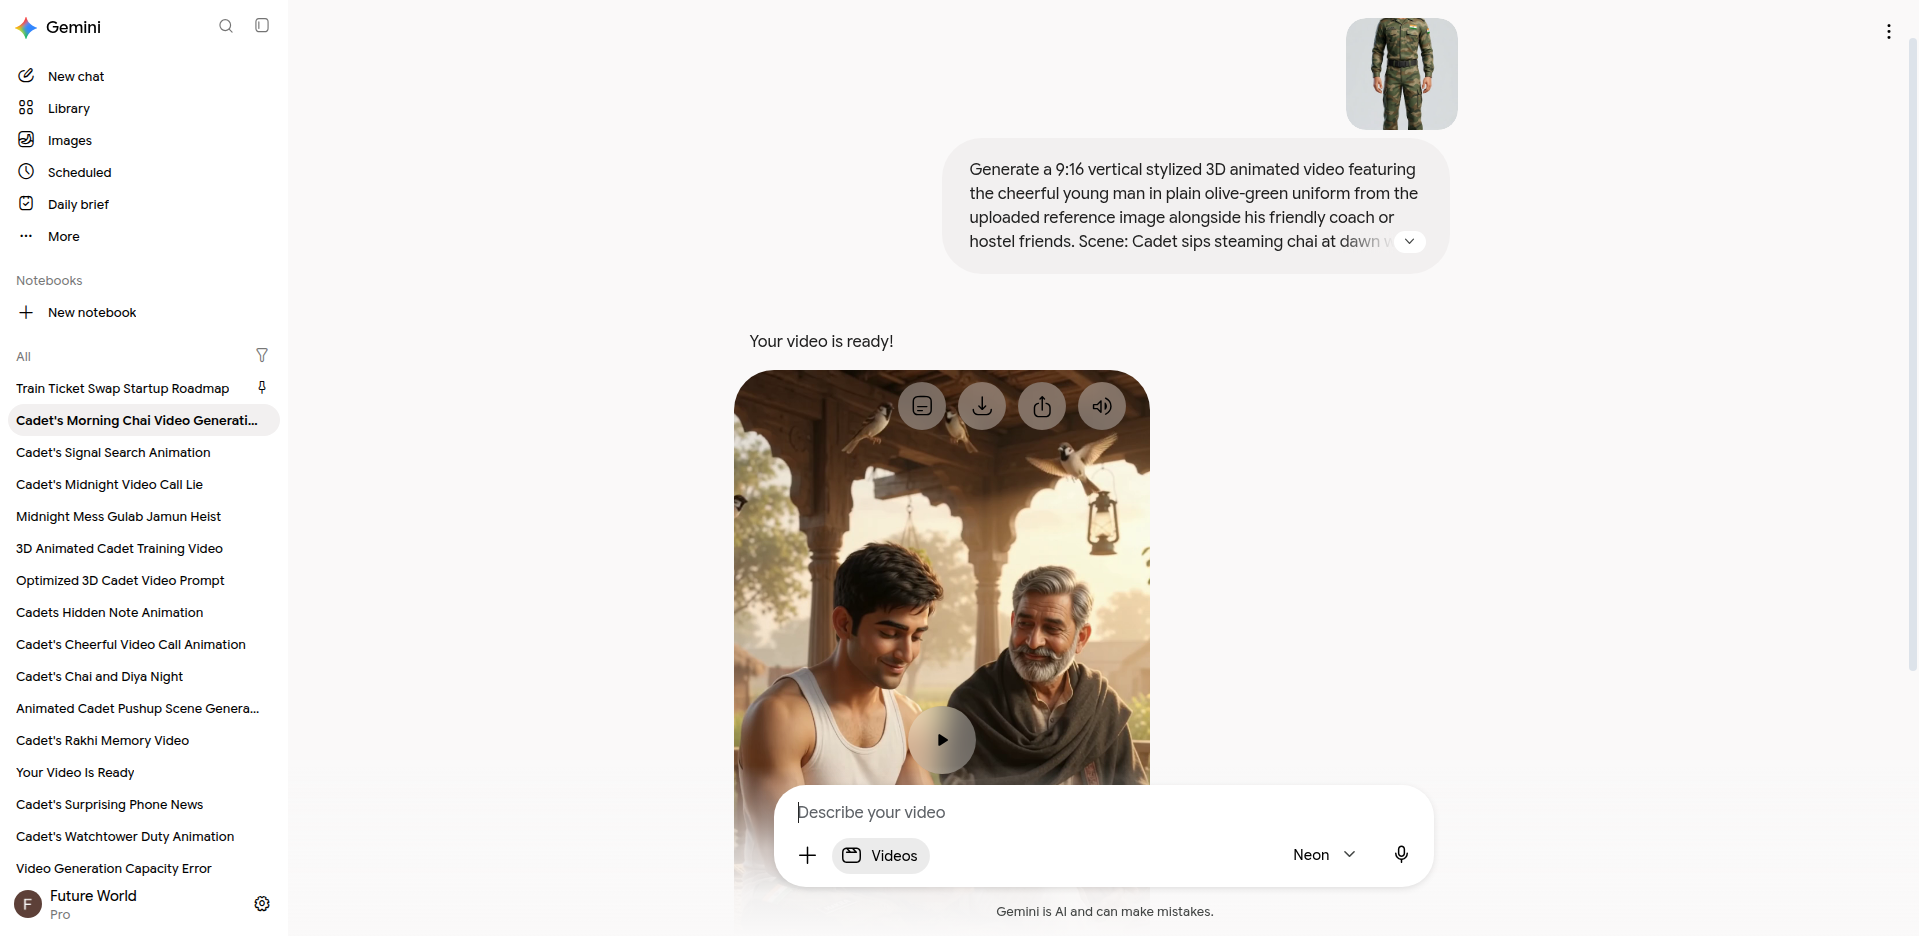 Gemini
New chat
Library
Images
Scheduled
Daily brief
More
Notebooks
New notebook
All
Train Ticket Swap Startup Roadmap
Cadet's Morning Chai Video Generati...
Cadet's Signal Search Animation
Cadet's Midnight Video Call Lie
Midnight Mess Gulab Jamun Heist
3D Animated Cadet Training Video
Optimized 3D Cadet Video Prompt
Cadets Hidden Note Animation
Cadet's Cheerful Video Call Animation
Cadet's Chai and Diya Night
Animated Cadet Pushup Scene Genera...
Cadet's Rakhi Memory Video
Your Video Is Ready
Cadet's Surprising Phone News
Cadet's Watchtower Duty Animation
Video Generation Capacity Error
F
Future World
Pro
Generate a 9:16 vertical stylized 3D animated video featuring
the cheerful young man in plain olive-green uniform from the
uploaded reference image alongside his friendly coach or
hostel friends. Scene: Cadet sips steaming chai at dawn
Your video is ready!
Describe your video
Videos
Neon
Gemini is AI and can make mistakes.